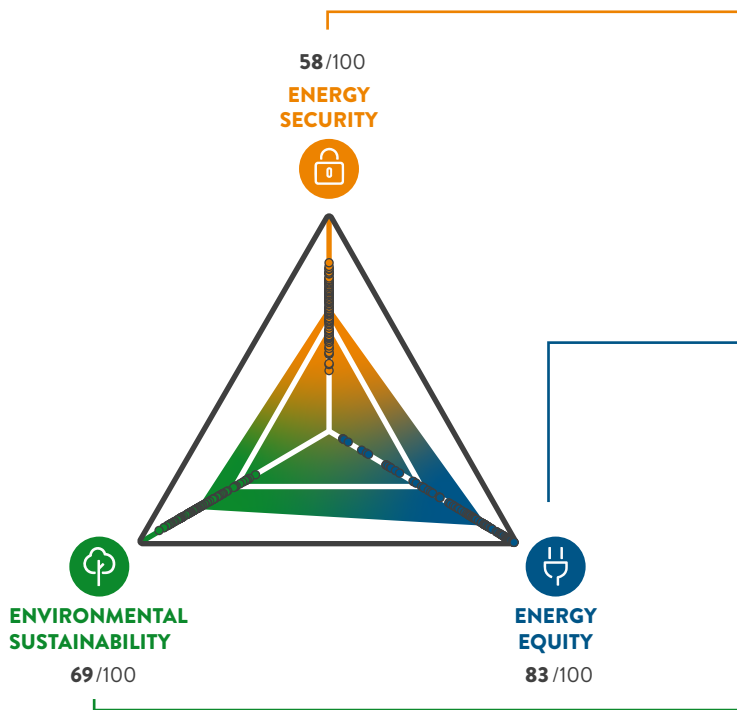 58/100
ENERGY
SECURITY
ENVIRONMENTAL
SUSTAINABILITY
69/100
ENERGY
EQUITY
83/100